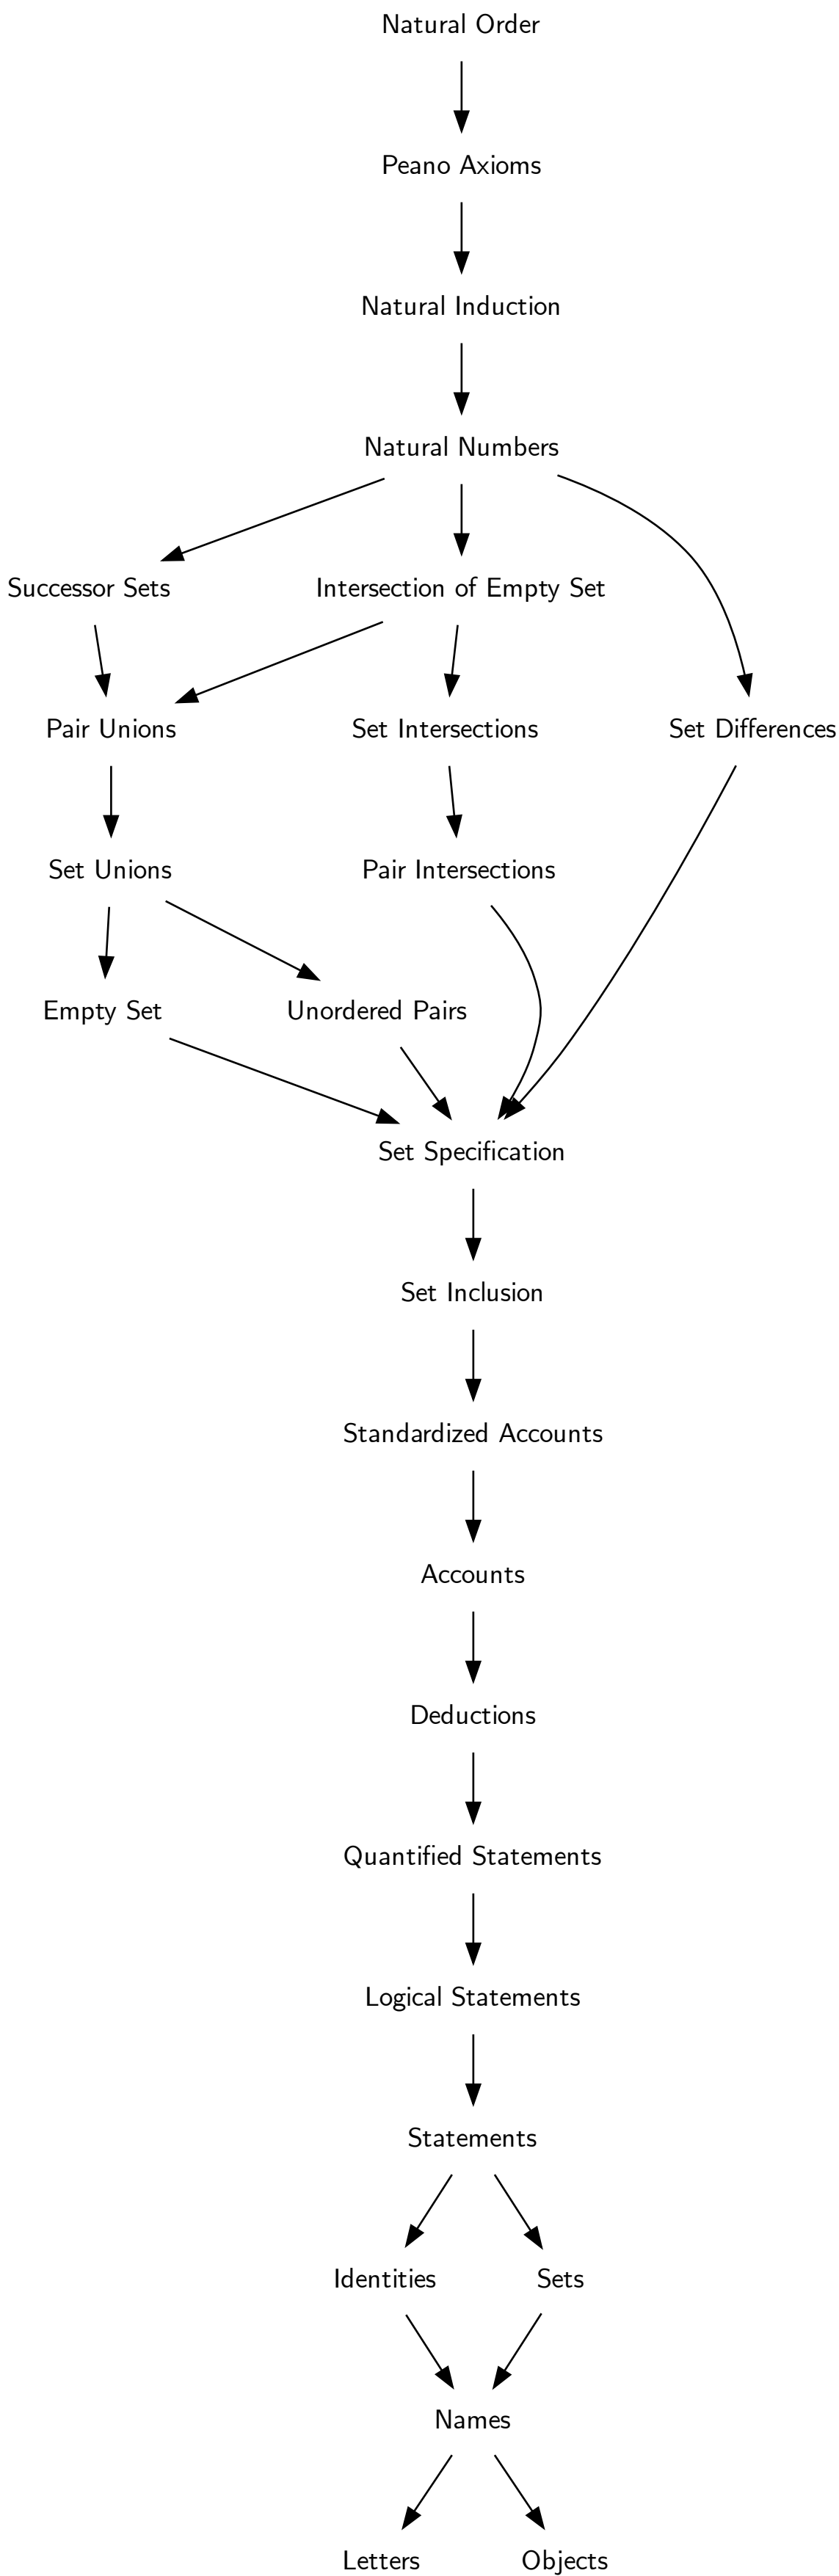 Natural Order
Peano Axioms
Natural Induction
Natural Numbers
Successor Sets
Intersection of Empty Set
Pair Unions
Set Intersections
Set Differences
Set Unions
Pair Intersections
Empty Set
Unordered Pairs
Set Specification
Set Inclusion
Standardized Accounts
Accounts
Deductions
Quantified Statements
Logical Statements
Statements
Identities
Sets
Names
Letters
Objects